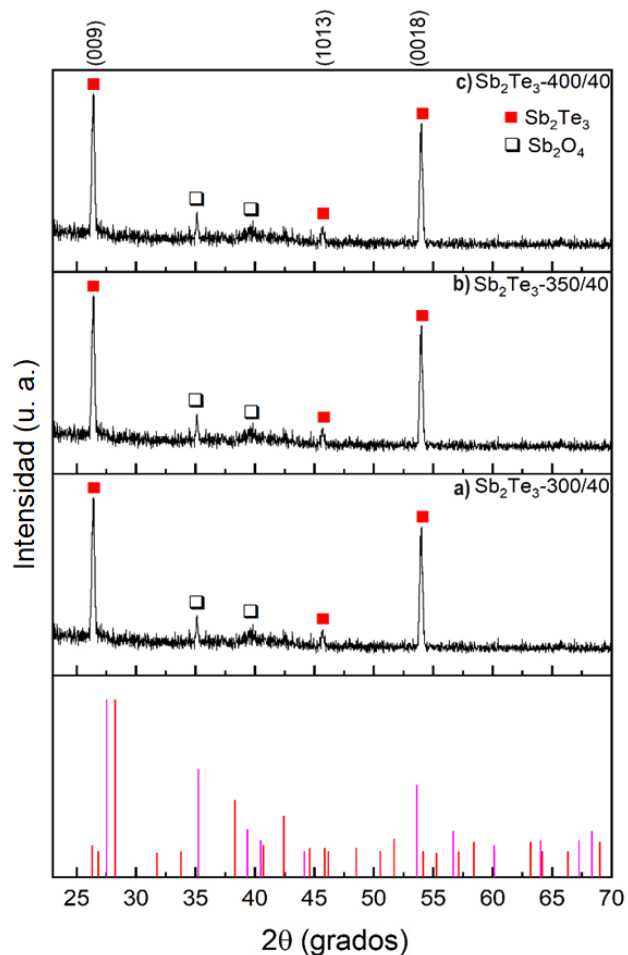 (009) (1013) (0018)
c) Sb₂Te₃-400/40
Sb₂Te₃
Sb₂O₄
b) Sb₂Te₃-350/40
a) Sb₂Te₃-300/40
Intensidad (u. a.)
25 30 35 40 45 50 55 60 65 70
2θ (grados)